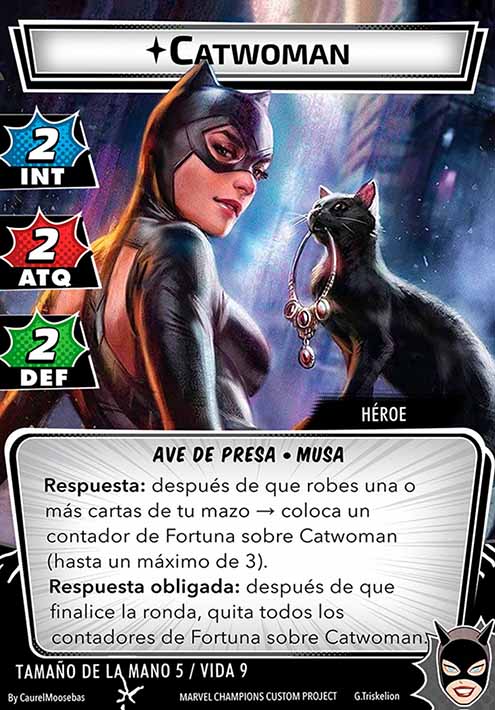 CATWOMAN
2
INT
2
ATQ
2
DEF
HÉROE
AVE DE PRESA • MUSA
Respuesta: después de que robes una o
más cartas de tu mazo → coloca un
contador de Fortuna sobre Catwoman
(hasta un máximo de 3).
Respuesta obligada: después de que
finalice la ronda, quita todos los
contadores de Fortuna sobre Catwoman.
TAMAÑO DE LA MANO 5 / VIDA 9
By CaurelMoosebas MARVEL CHAMPIONS CUSTOM PROJECT G.Triskelion